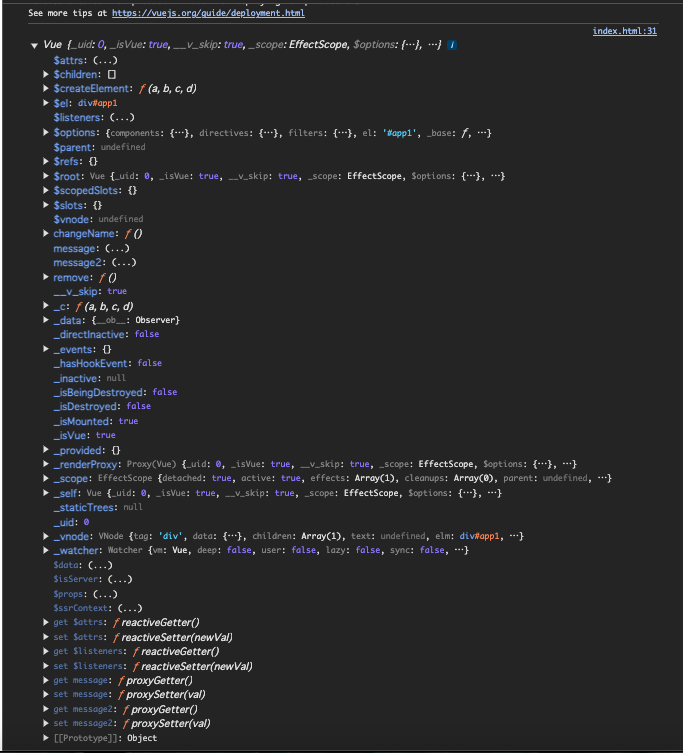 See more tips at https://vuejs.org/guide/deployment.html
index.html:31
▼ Vue {_uid: 0, _isVue: true, __v_skip: true, _scope: EffectScope, $options: {…}, …} i
$attrs: (...)
▶ $children: []
▶ $createElement: ƒ (a, b, c, d)
▶ $el: div#app1
$listeners: (...)
▶ $options: {components: {…}, directives: {…}, filters: {…}, el: '#app1', _base: ƒ, …}
$parent: undefined
▶ $refs: {}
▶ $root: Vue {_uid: 0, _isVue: true, __v_skip: true, _scope: EffectScope, $options: {…}, …}
▶ $scopedSlots: {}
▶ $slots: {}
$vnode: undefined
▶ changeName: ƒ ()
message: (...)
message2: (...)
▶ remove: ƒ ()
__v_skip: true
▶ _c: ƒ (a, b, c, d)
▶ _data: {__ob__: Observer}
_directInactive: false
▶ _events: {}
_hasHookEvent: false
_inactive: null
_isBeingDestroyed: false
_isDestroyed: false
_isMounted: true
_isVue: true
▶ _provided: {}
▶ _renderProxy: Proxy(Vue) {_uid: 0, _isVue: true, __v_skip: true, _scope: EffectScope, $options: {…}, …}
▶ _scope: EffectScope {detached: true, active: true, effects: Array(1), cleanups: Array(0), parent: undefined, …}
▶ _self: Vue {_uid: 0, _isVue: true, __v_skip: true, _scope: EffectScope, $options: {…}, …}
_staticTrees: null
_uid: 0
▶ _vnode: VNode {tag: 'div', data: {…}, children: Array(1), text: undefined, elm: div#app1, …}
▶ _watcher: Watcher {vm: Vue, deep: false, user: false, lazy: false, sync: false, …}
$data: (...)
$isServer: (...)
$props: (...)
$ssrContext: (...)
▶ get $attrs: ƒ reactiveGetter()
▶ set $attrs: ƒ reactiveSetter(newVal)
▶ get $listeners: ƒ reactiveGetter()
▶ set $listeners: ƒ reactiveSetter(newVal)
▶ get message: ƒ proxyGetter()
▶ set message: ƒ proxySetter(val)
▶ get message2: ƒ proxyGetter()
▶ set message2: ƒ proxySetter(val)
▶ [[Prototype]]: Object